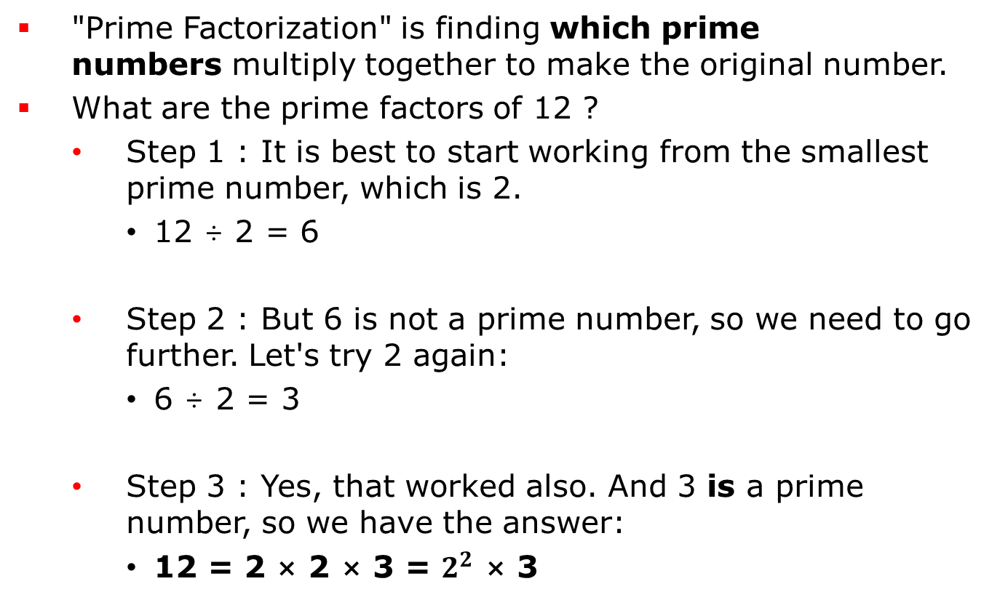 ▪ "Prime Factorization" is finding which prime
numbers multiply together to make the original number.
▪ What are the prime factors of 12 ?
• Step 1 : It is best to start working from the smallest
prime number, which is 2.
• 12 ÷ 2 = 6
• Step 2 : But 6 is not a prime number, so we need to go
further. Let's try 2 again:
• 6 ÷ 2 = 3
• Step 3 : Yes, that worked also. And 3 is a prime
number, so we have the answer:
• 12 = 2 × 2 × 3 = 2² × 3